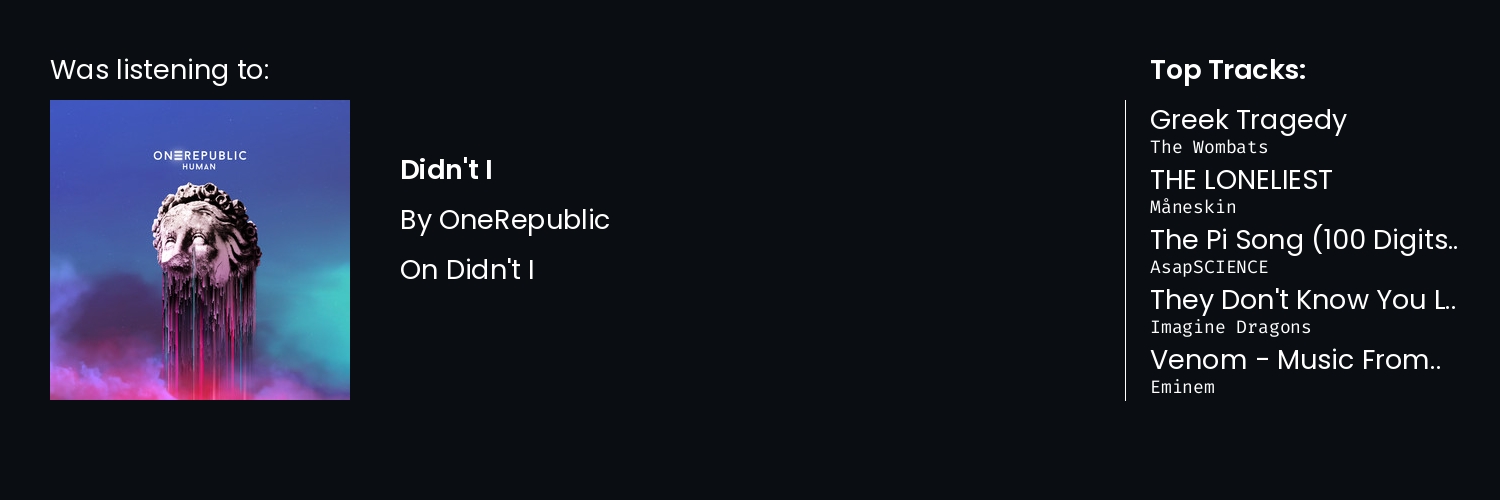 Was listening to:
ONEREPUBLIC
HUMAN
Didn't I
By OneRepublic
On Didn't I
Top Tracks:
Greek Tragedy
The Wombats
THE LONELIEST
Måneskin
The Pi Song (100 Digits..
AsapSCIENCE
They Don't Know You L..
Imagine Dragons
Venom - Music From..
Eminem